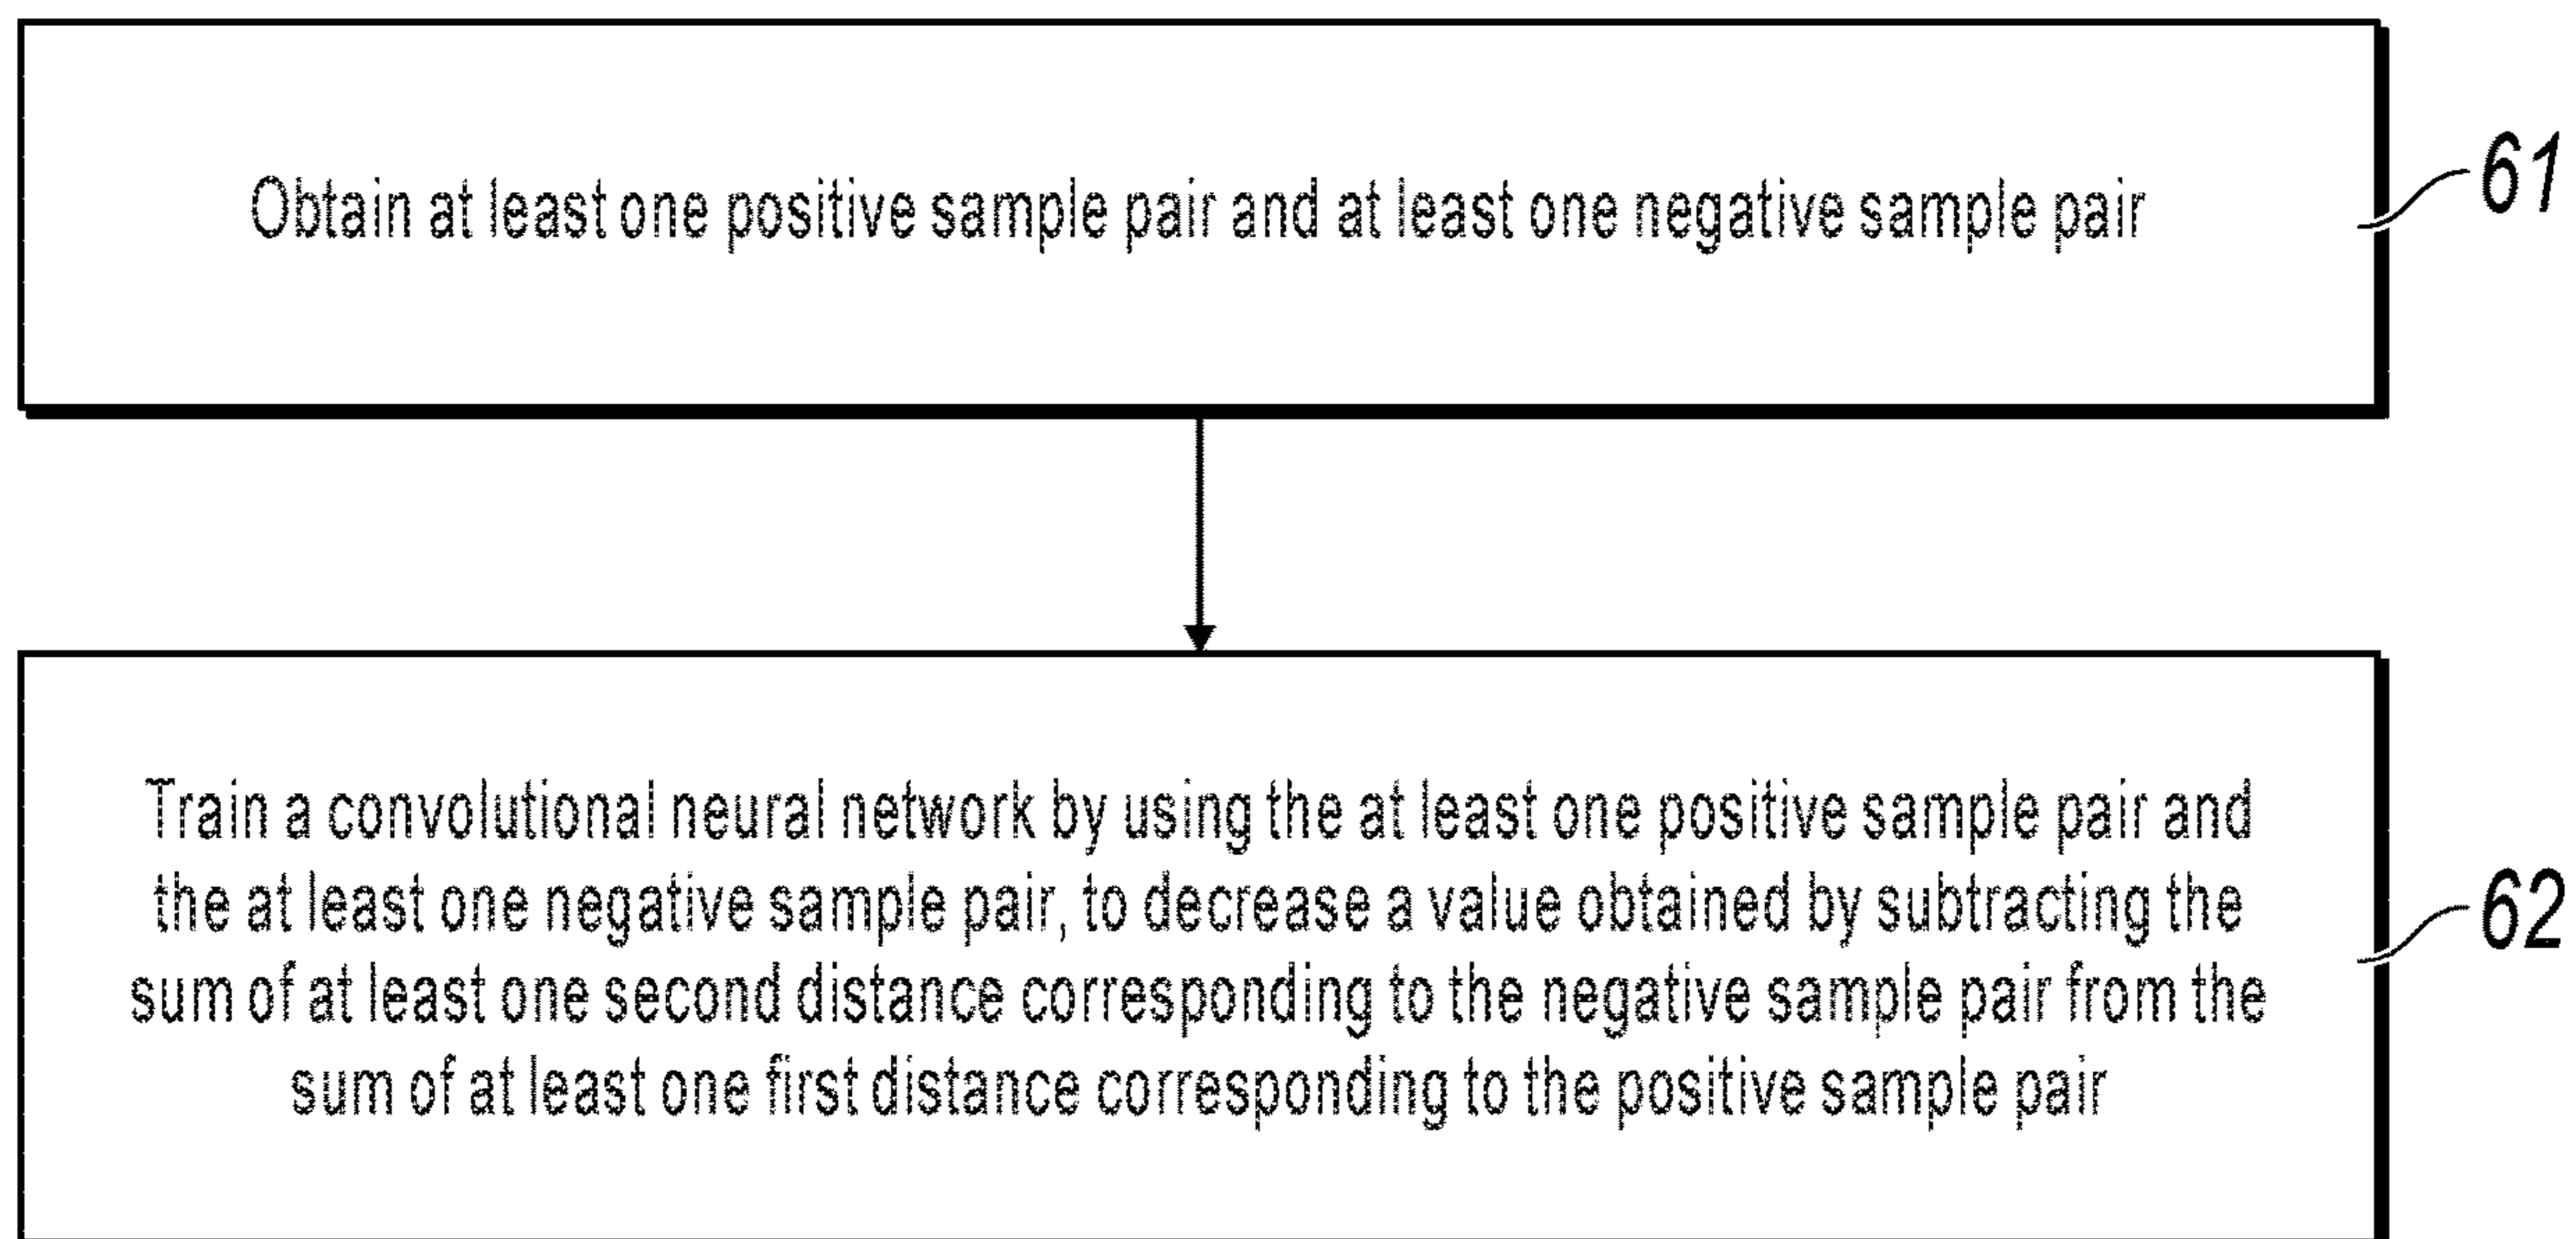 Obtain at least one positive sample pair and at least one negative sample pair
61
Train a convolutional neural network by using the at least one positive sample pair and
the at least one negative sample pair, to decrease a value obtained by subtracting the
sum of at least one second distance corresponding to the negative sample pair from the
sum of at least one first distance corresponding to the positive sample pair
62